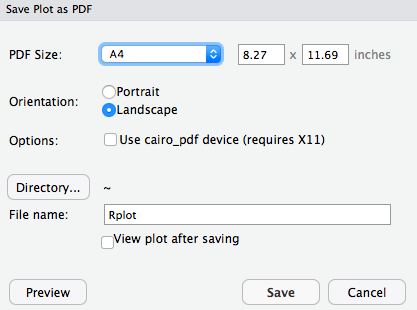 Save Plot as PDF
PDF Size: A4 8.27 x 11.69 inches
Orientation: Portrait
Landscape
Options: Use cairo_pdf device (requires X11)
Directory... ~
File name: Rplot
View plot after saving
Preview Save Cancel